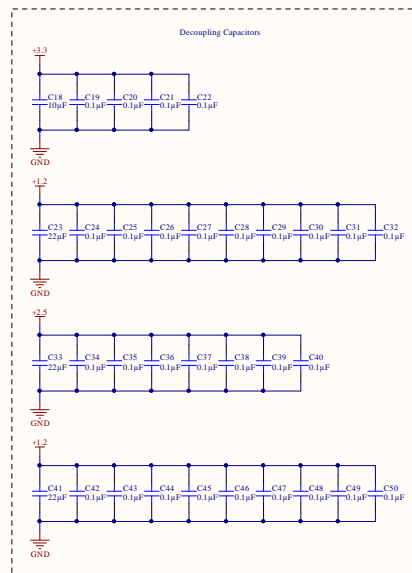 Decoupling Capacitors
+3.3
C18 C19 C20 C21 C22
10µF 0.1µF 0.1µF 0.1µF 0.1µF
GND
+1.2
C23 C24 C25 C26 C27 C28 C29 C30 C31 C32
22µF 0.1µF 0.1µF 0.1µF 0.1µF 0.1µF 0.1µF 0.1µF 0.1µF 0.1µF
GND
+2.5
C33 C34 C35 C36 C37 C38 C39 C40
22µF 0.1µF 0.1µF 0.1µF 0.1µF 0.1µF 0.1µF 0.1µF
GND
+1.2
C41 C42 C43 C44 C45 C46 C47 C48 C49 C50
22µF 0.1µF 0.1µF 0.1µF 0.1µF 0.1µF 0.1µF 0.1µF 0.1µF 0.1µF
GND